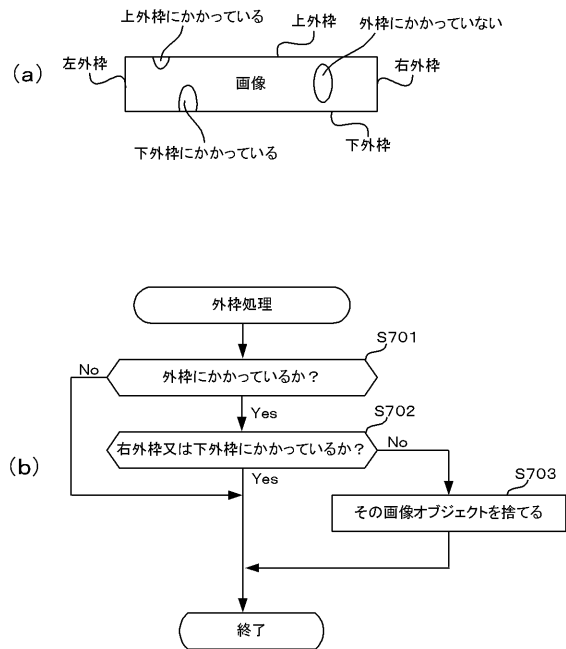 上外枠にかかっている
上外枠
外枠にかかっていない
(a)
左外枠
画像
右外枠
下外枠にかかっている
下外枠
(b)
外枠処理
S701
外枠にかかっているか？
No
Yes
S702
右外枠又は下外枠にかかっているか？
No
Yes
S703
その画像オブジェクトを捨てる
終了